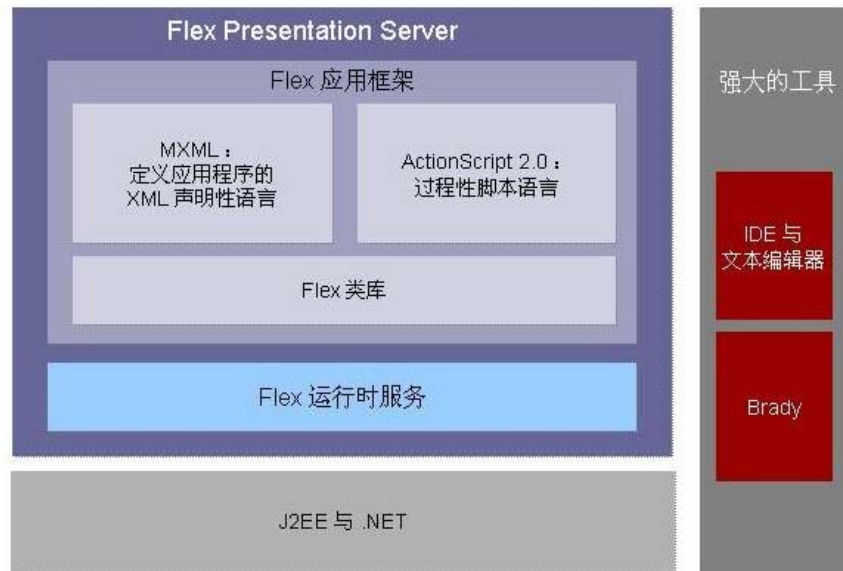 Flex Presentation Server
Flex 应用框架
MXML：
定义应用程序的
XML 声明性语言
ActionScript 2.0：
过程性脚本语言
Flex 类库
Flex 运行时服务
J2EE 与 .NET
强大的工具
IDE 与
文本编辑器
Brady